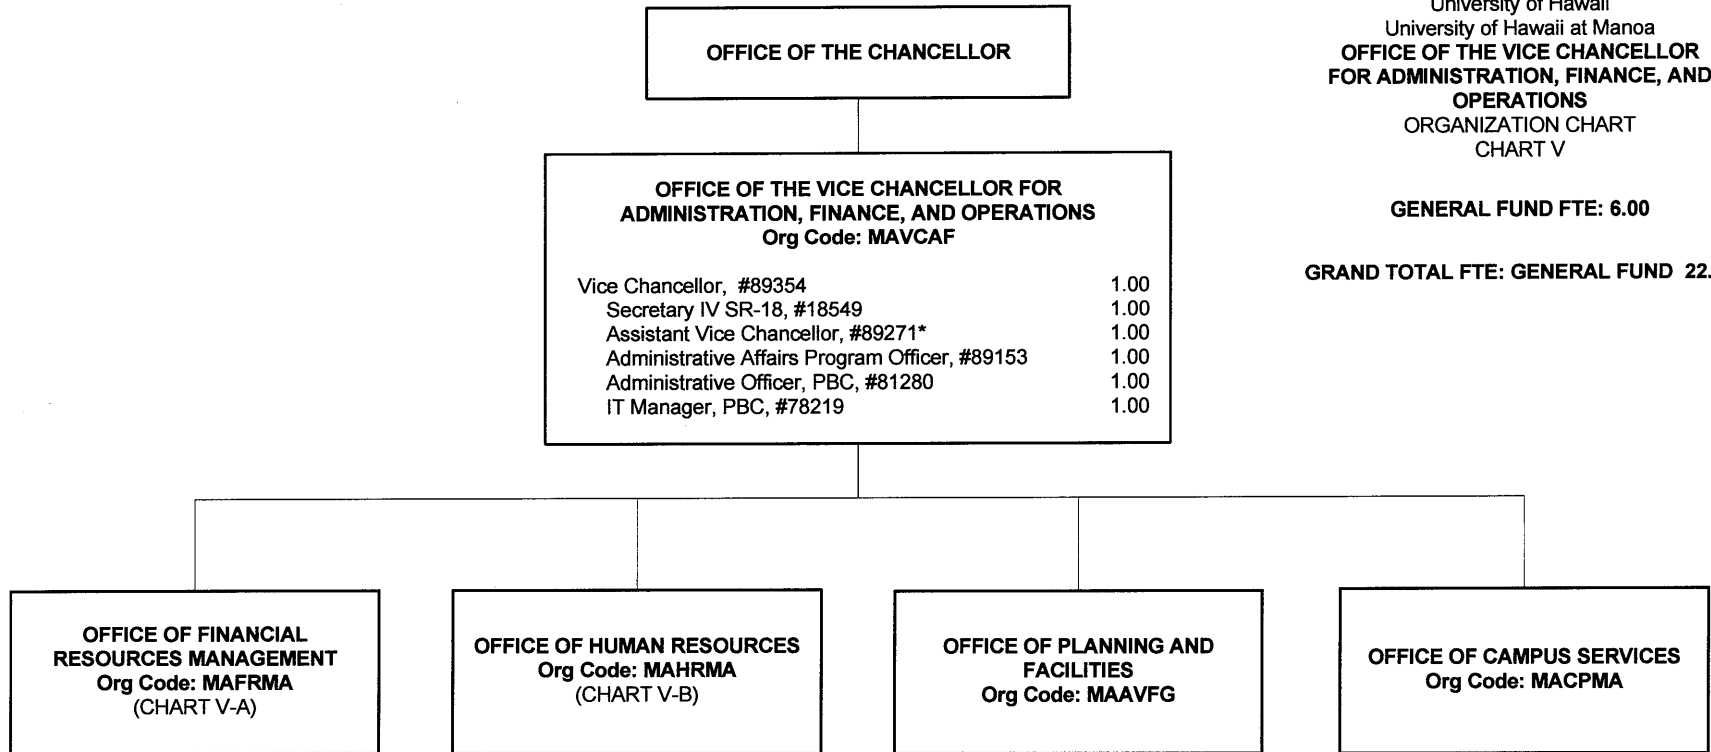 University of Hawaii
University of Hawaii at Manoa
OFFICE OF THE VICE CHANCELLOR
FOR ADMINISTRATION, FINANCE, AND
OPERATIONS
ORGANIZATION CHART
CHART V
GENERAL FUND FTE: 6.00
GRAND TOTAL FTE: GENERAL FUND 22.
OFFICE OF THE CHANCELLOR
OFFICE OF THE VICE CHANCELLOR FOR
ADMINISTRATION, FINANCE, AND OPERATIONS
Org Code: MAVCAF
Vice Chancellor, #89354 1.00
Secretary IV SR-18, #18549 1.00
Assistant Vice Chancellor, #89271* 1.00
Administrative Affairs Program Officer, #89153 1.00
Administrative Officer, PBC, #81280 1.00
IT Manager, PBC, #78219 1.00
OFFICE OF FINANCIAL
RESOURCES MANAGEMENT
Org Code: MAFRMA
(CHART V-A)
OFFICE OF HUMAN RESOURCES
Org Code: MAHRMA
(CHART V-B)
OFFICE OF PLANNING AND
FACILITIES
Org Code: MAAVFG
OFFICE OF CAMPUS SERVICES
Org Code: MACPMA